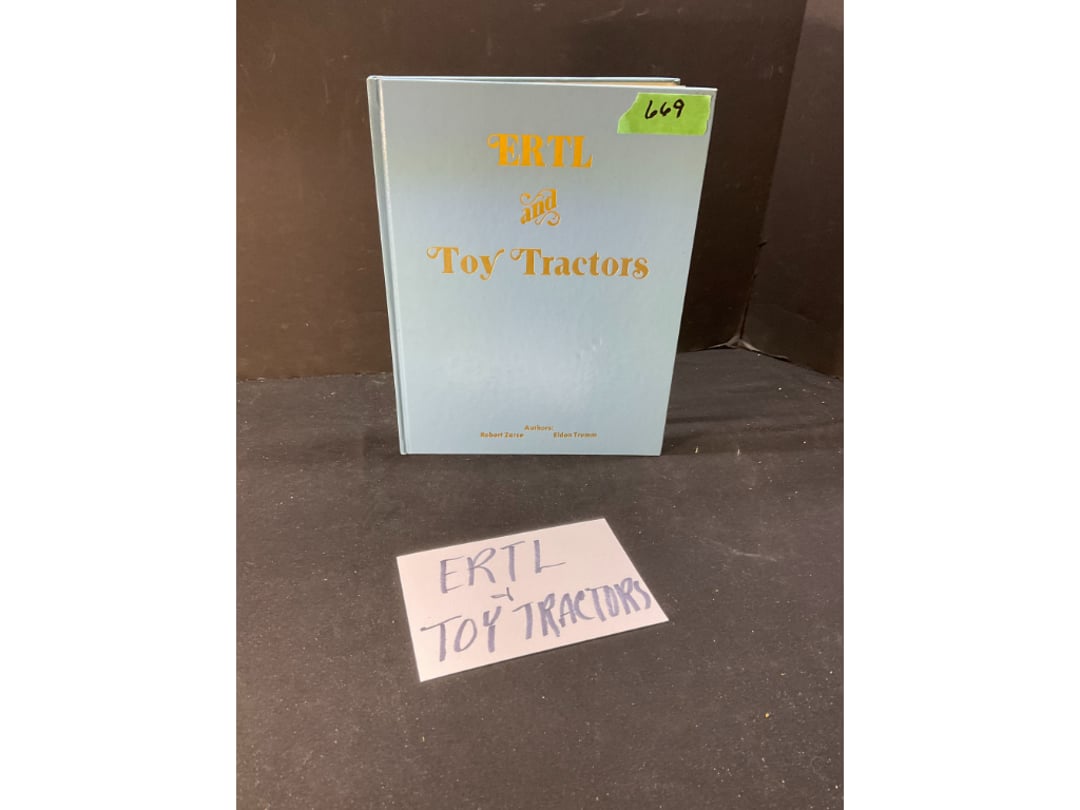 669
ERTL
and
Toy Tractors
Authors:
Robert Zarse Eldon Trumm
ERTL
+
TOY TRACTORS